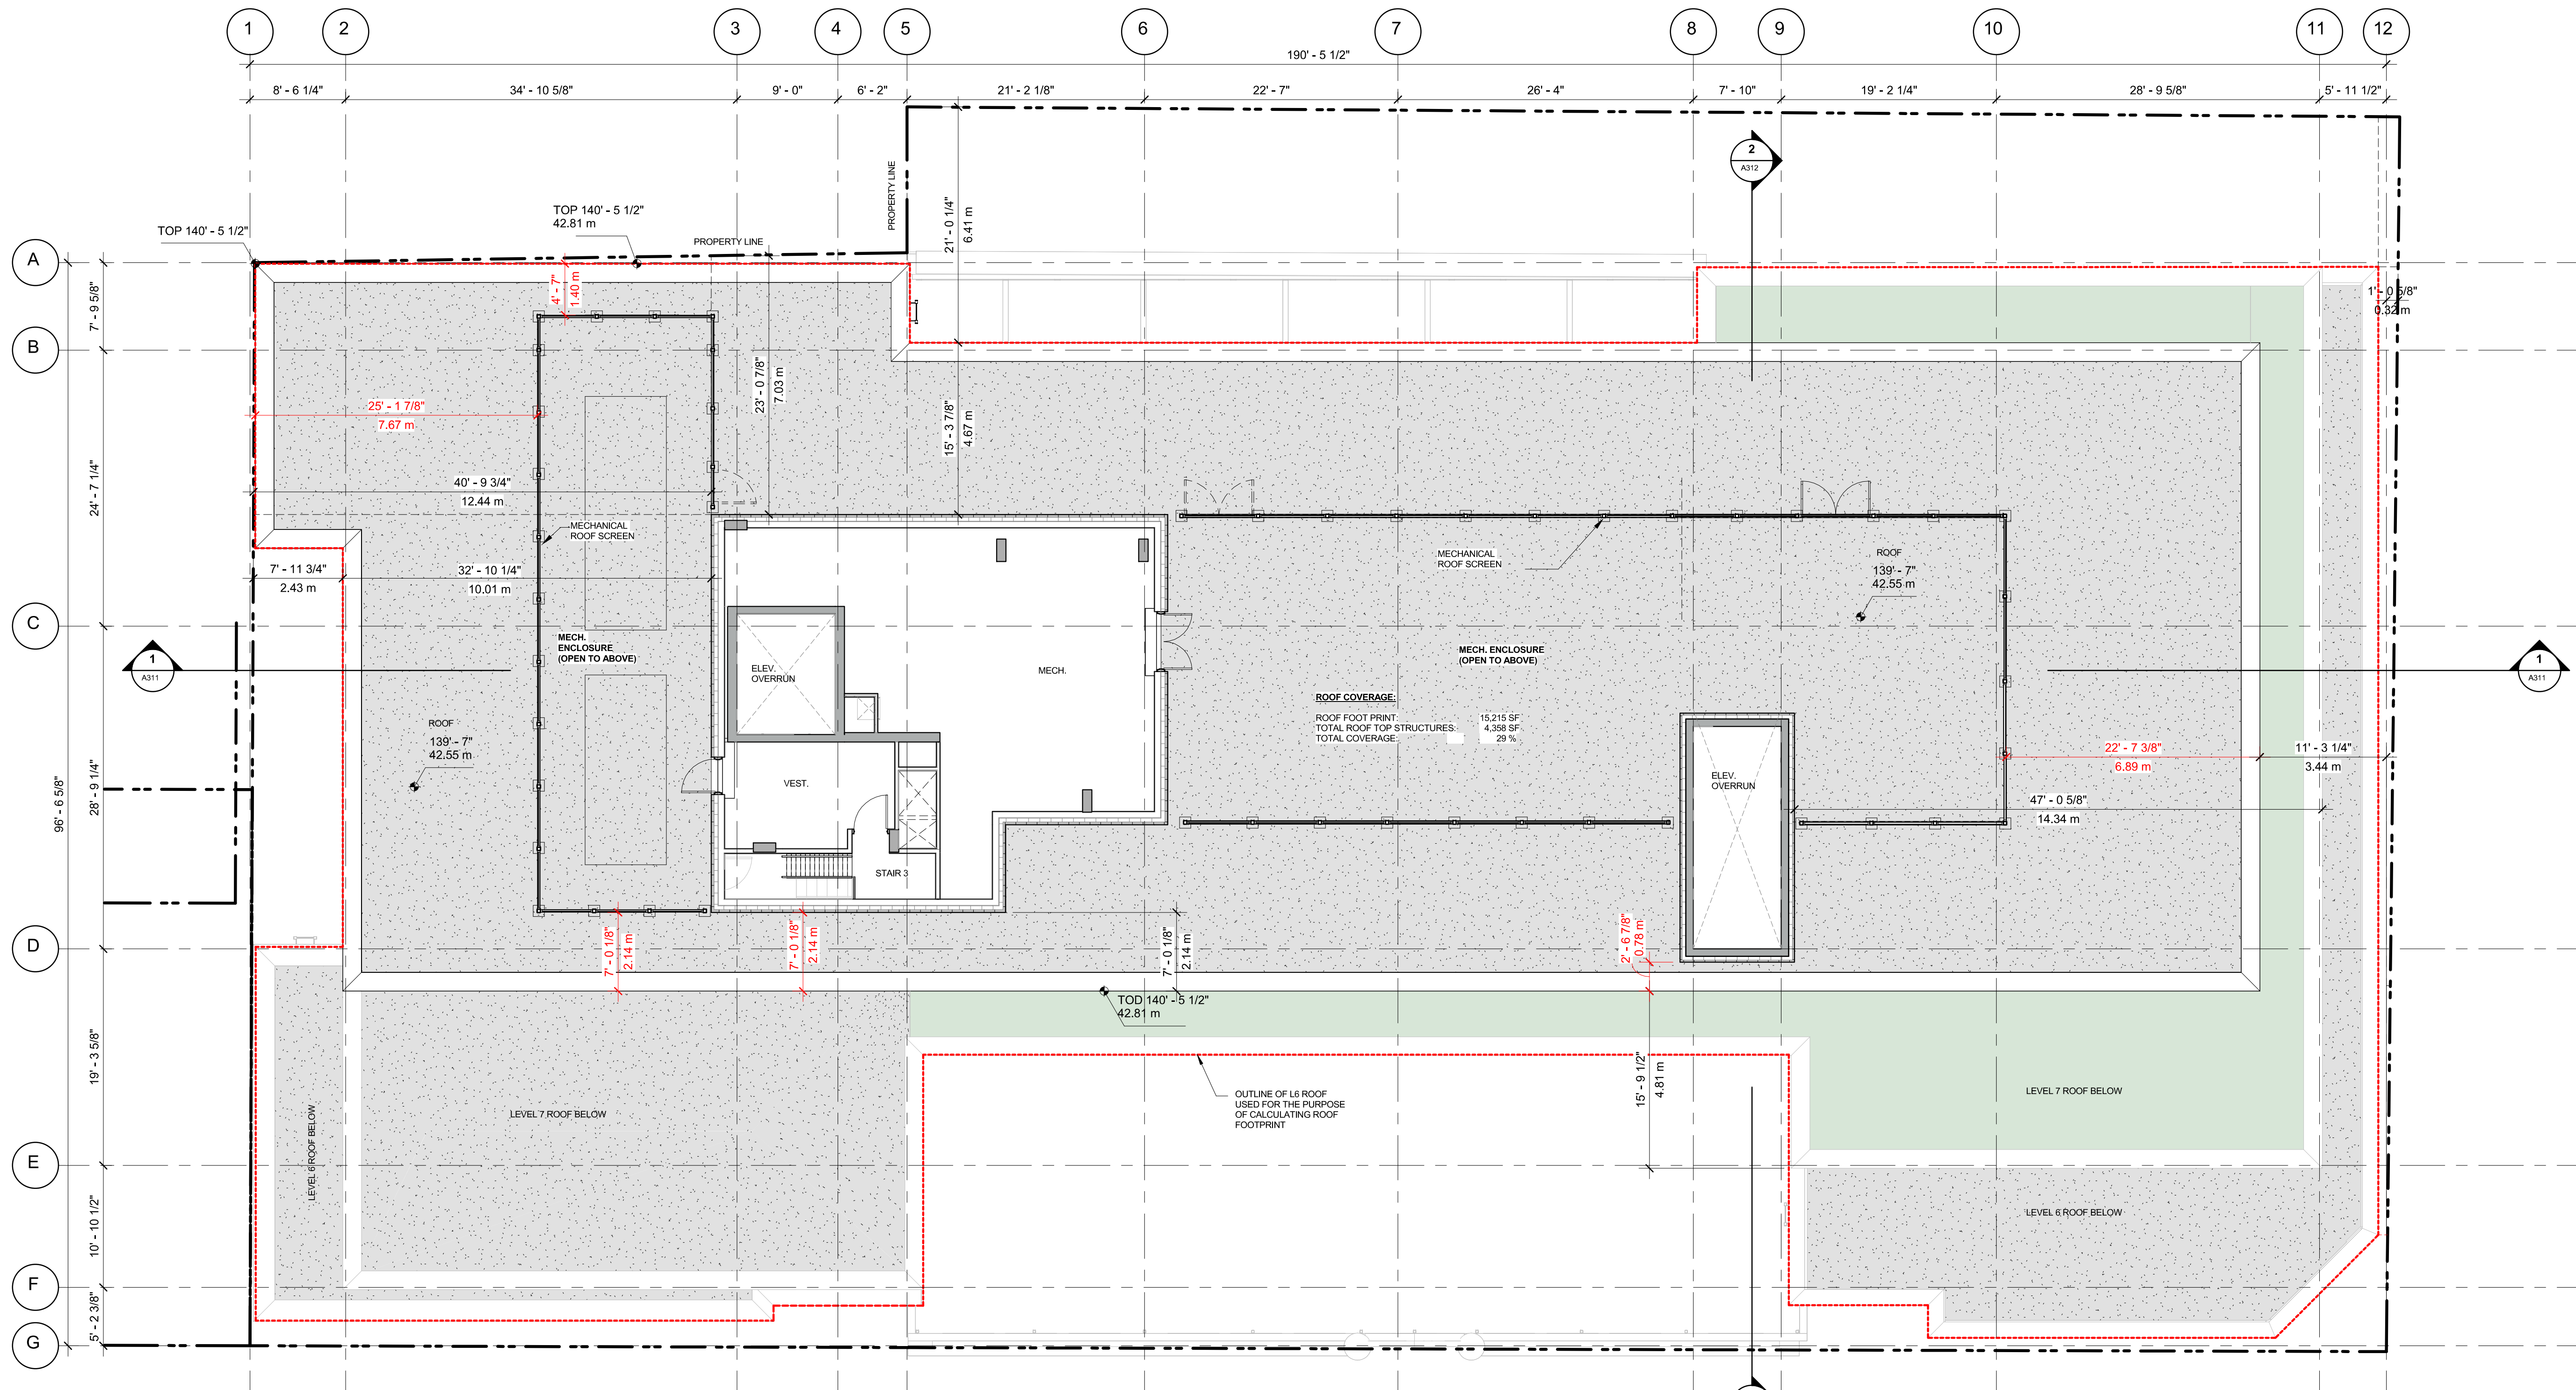 1
2
3
4
5
6
7
8
9
10
11
12
190' - 5 1/2"
8' - 6 1/4"
34' - 10 5/8"
9' - 0"
6' - 2"
21' - 2 1/8"
22' - 7"
26' - 4"
7' - 10"
19' - 2 1/4"
28' - 9 5/8"
5' - 11 1/2"
2
A312
PROPERTY LINE
TOP 140' - 5 1/2"
42.81 m
TOP 140' - 5 1/2"
PROPERTY LINE
21' - 0 1/4"
6.41 m
A
B
C
D
E
F
G
96' - 6 5/8"
7' - 9 5/8"
24' - 7 1/4"
28' - 9 1/4"
19' - 3 5/8"
10' - 10 1/2"
5' - 2 3/8"
4' - 7"
1.40 m
1' - 0 5/8"
0.32 m
23' - 0 7/8"
7.03 m
15' - 3 7/8"
4.67 m
25' - 1 7/8"
7.67 m
40' - 9 3/4"
12.44 m
MECHANICAL
ROOF SCREEN
7' - 11 3/4"
2.43 m
32' - 10 1/4"
10.01 m
MECHANICAL
ROOF SCREEN
ROOF
139' - 7"
42.55 m
1
A311
MECH.
ENCLOSURE
(OPEN TO ABOVE)
ELEV.
OVERRUN
MECH.
MECH. ENCLOSURE
(OPEN TO ABOVE)
1
A311
ROOF COVERAGE:
ROOF FOOT PRINT: 15,215 SF
TOTAL ROOF TOP STRUCTURES: 4,358 SF
TOTAL COVERAGE: 29 %
ROOF
139' - 7"
42.55 m
VEST.
STAIR 3
ELEV.
OVERRUN
22' - 7 3/8"
6.89 m
11' - 3 1/4"
3.44 m
47' - 0 5/8"
14.34 m
7' - 0 1/8"
2.14 m
7' - 0 1/8"
2.14 m
7' - 0 1/8"
2.14 m
2' - 6 7/8"
0.78 m
TOD 140' - 5 1/2"
42.81 m
15' - 9 1/2"
4.81 m
OUTLINE OF L6 ROOF
USED FOR THE PURPOSE
OF CALCULATING ROOF
FOOTPRINT
LEVEL 6 ROOF BELOW
LEVEL 7 ROOF BELOW
LEVEL 7 ROOF BELOW
LEVEL 6 ROOF BELOW